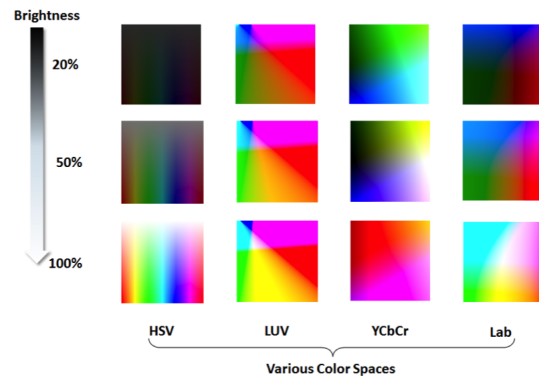 Brightness
20%
50%
100%
HSV LUV YCbCr Lab
Various Color Spaces